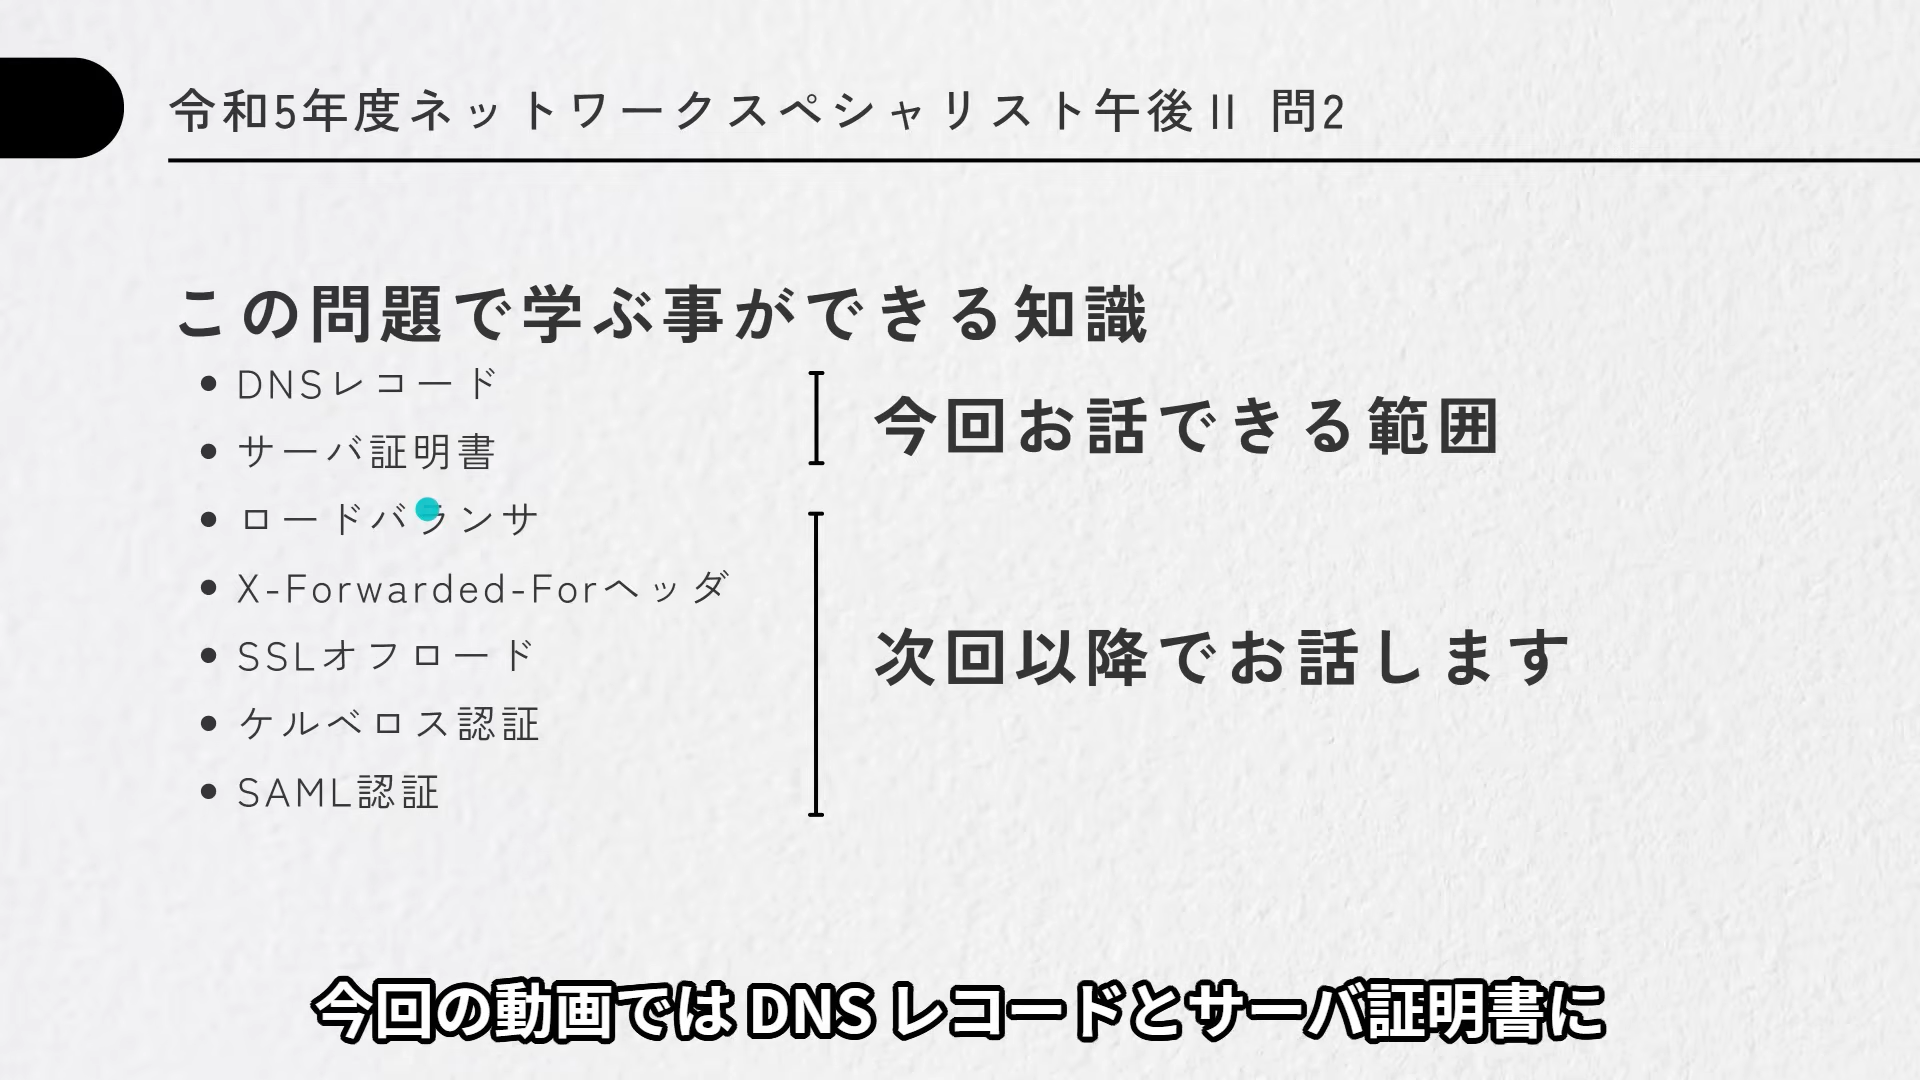 令和5年度ネットワークスペシャリスト午後Ⅱ 問2
この問題で学ぶ事ができる知識
• DNSレコード
• サーバ証明書
• ロードバランサ
• X-Forwarded-Forヘッダ
• SSLオフロード
• ケルベロス認証
• SAML認証
今回お話できる範囲
次回以降でお話します
今回の動画では DNS レコードとサーバ証明書に